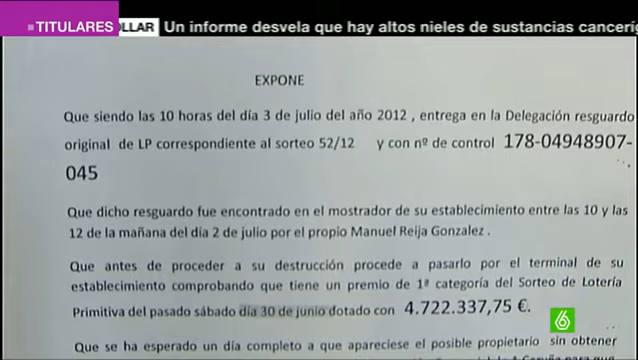 TITULARES
LLAR Un informe desvela que hay altos nieles de sustancias cancerí
EXPONE
Que siendo las 10 horas del día 3 de julio del año 2012 , entrega en la Delegación resguardo
original de LP correspondiente al sorteo 52/12 y con nº de control 178-04948907-
045
Que dicho resguardo fue encontrado en el mostrador de su establecimiento entre las 10 y las
12 de la mañana del día 2 de julio por el propio Manuel Reija Gonzalez .
Que antes de proceder a su destrucción procede a pasarlo por el terminal de su
establecimiento comprobando que tiene un premio de 1ª categoría del Sorteo de Lotería
Primitiva del pasado sábado día 30 de junio dotado con 4.722.337,75 €.
6
Que se ha esperado un día completo a que apareciese el posible propietario sin obtener